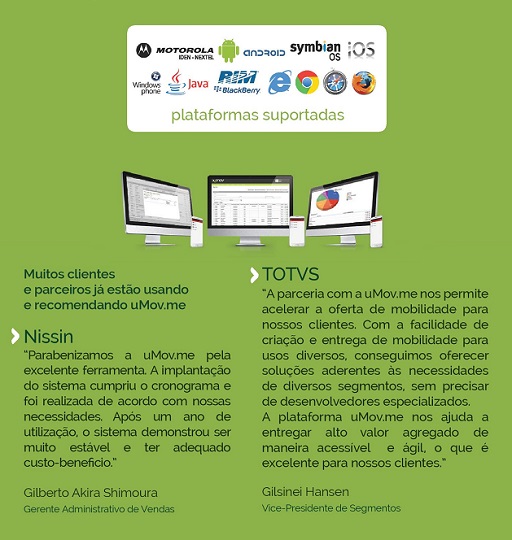 MOTOROLA
IDEN - NEXTEL
ANDROID
symbian
OS
iOS
Windows
phone
Java
RIM
BlackBerry
plataformas suportadas
Muitos clientes
e parceiros já estão usando
e recomendando uMov.me
Nissin
"Parabenizamos a uMov.me pela
excelente ferramenta. A implantação
do sistema cumpriu o cronograma e
foi realizada de acordo com nossas
necesidades. Após um ano de
utilização, o sistema demonstrou ser
muito estável e ter adequado
custo-benefício."
Gilberto Akira Shimoura
Gerente Administrativo de Vendas
TOTVS
"A parceria com a uMov.me nos permite
acelerar a oferta de mobilidade para
nossos clientes. Com a facilidade de
criação e entrega de mobilidade para
usos diversos, conseguimos oferecer
soluções aderentes às necessidades
de diversos segmentos, sem precisar
de desenvolvedores especializados.
A plataforma uMov.me nos ajuda a
entregar alto valor agregado de
maneira acessível e ágil, o que é
excelente para nossos clientes."
Gilsinei Hansen
Vice-Presidente de Segmentos